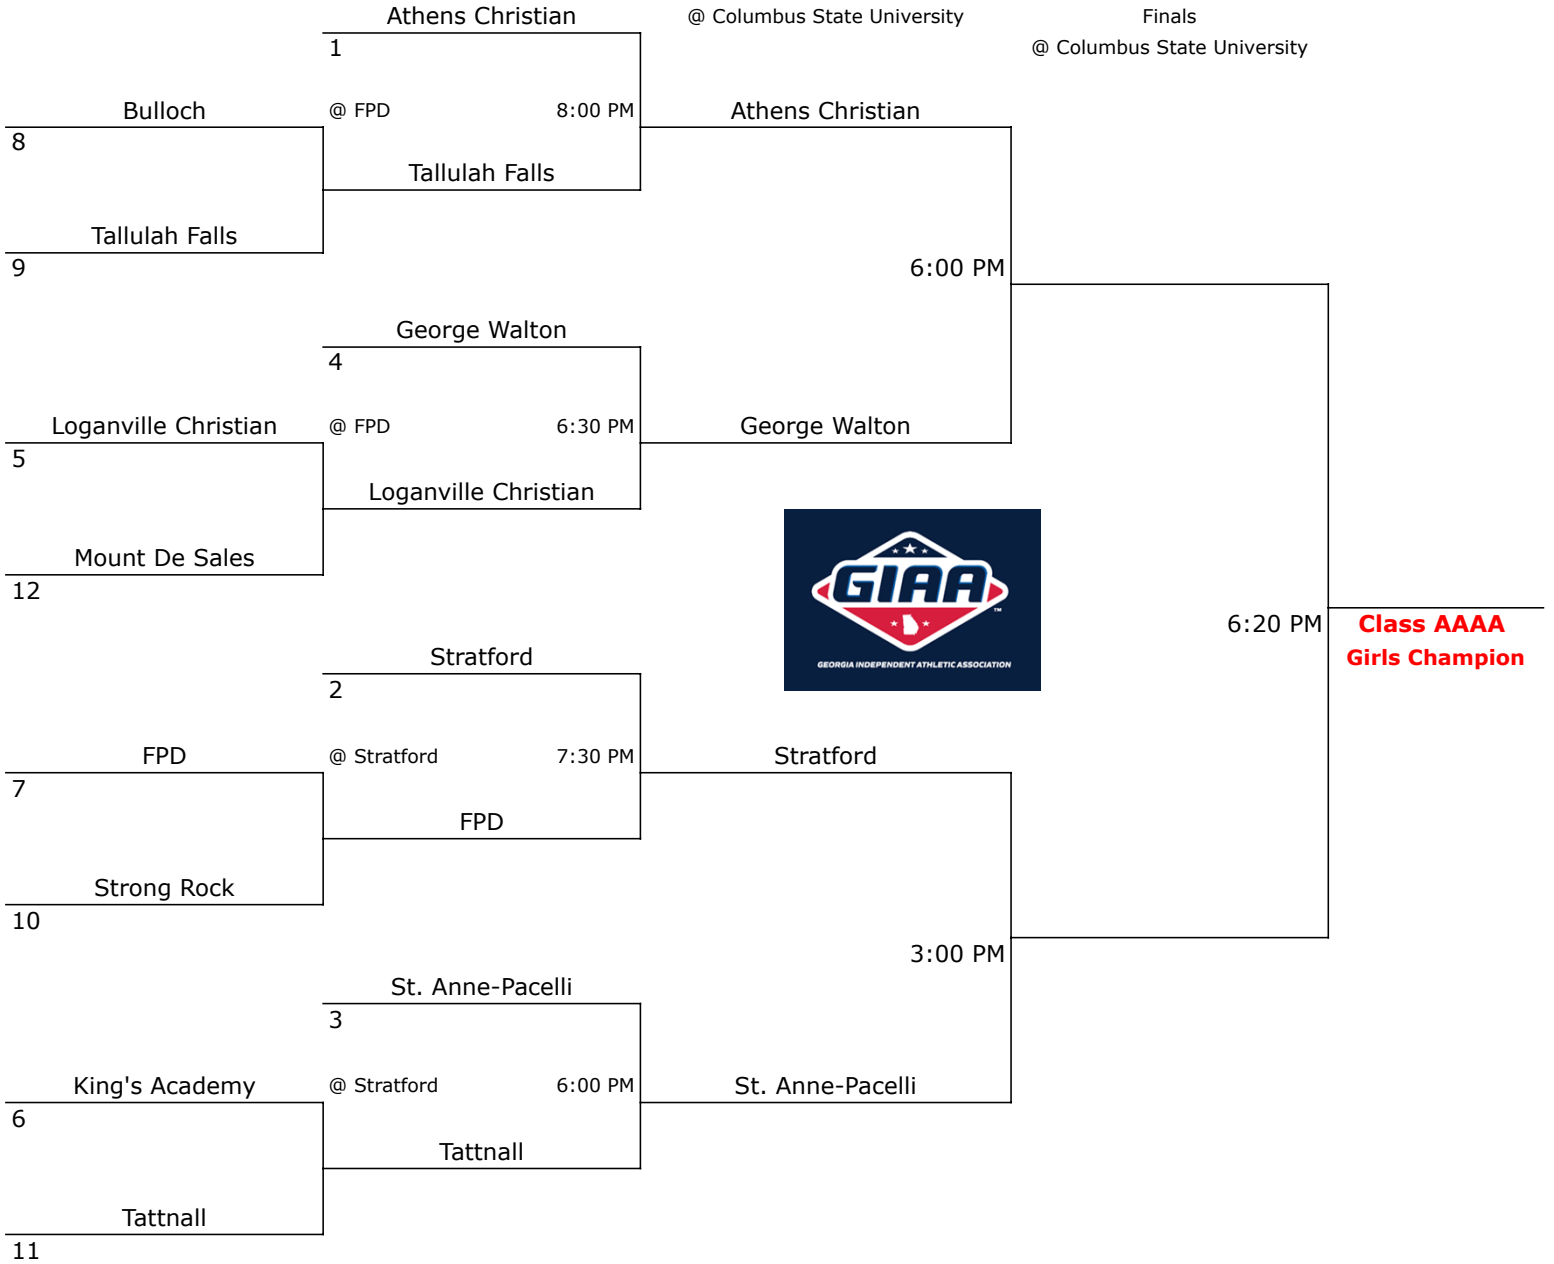 Athens Christian
@ Columbus State University
Finals
1
@ Columbus State University
Bulloch
@ FPD
8:00 PM
Athens Christian
8
Tallulah Falls
Tallulah Falls
9
6:00 PM
George Walton
4
Loganville Christian
@ FPD
6:30 PM
George Walton
5
Loganville Christian
Mount De Sales
12
GIAA
TM
GEORGIA INDEPENDENT ATHLETIC ASSOCIATION
6:20 PM
Class AAAA
Girls Champion
Stratford
2
FPD
@ Stratford
7:30 PM
Stratford
7
FPD
Strong Rock
10
3:00 PM
St. Anne-Pacelli
3
King's Academy
@ Stratford
6:00 PM
St. Anne-Pacelli
6
Tattnall
Tattnall
11